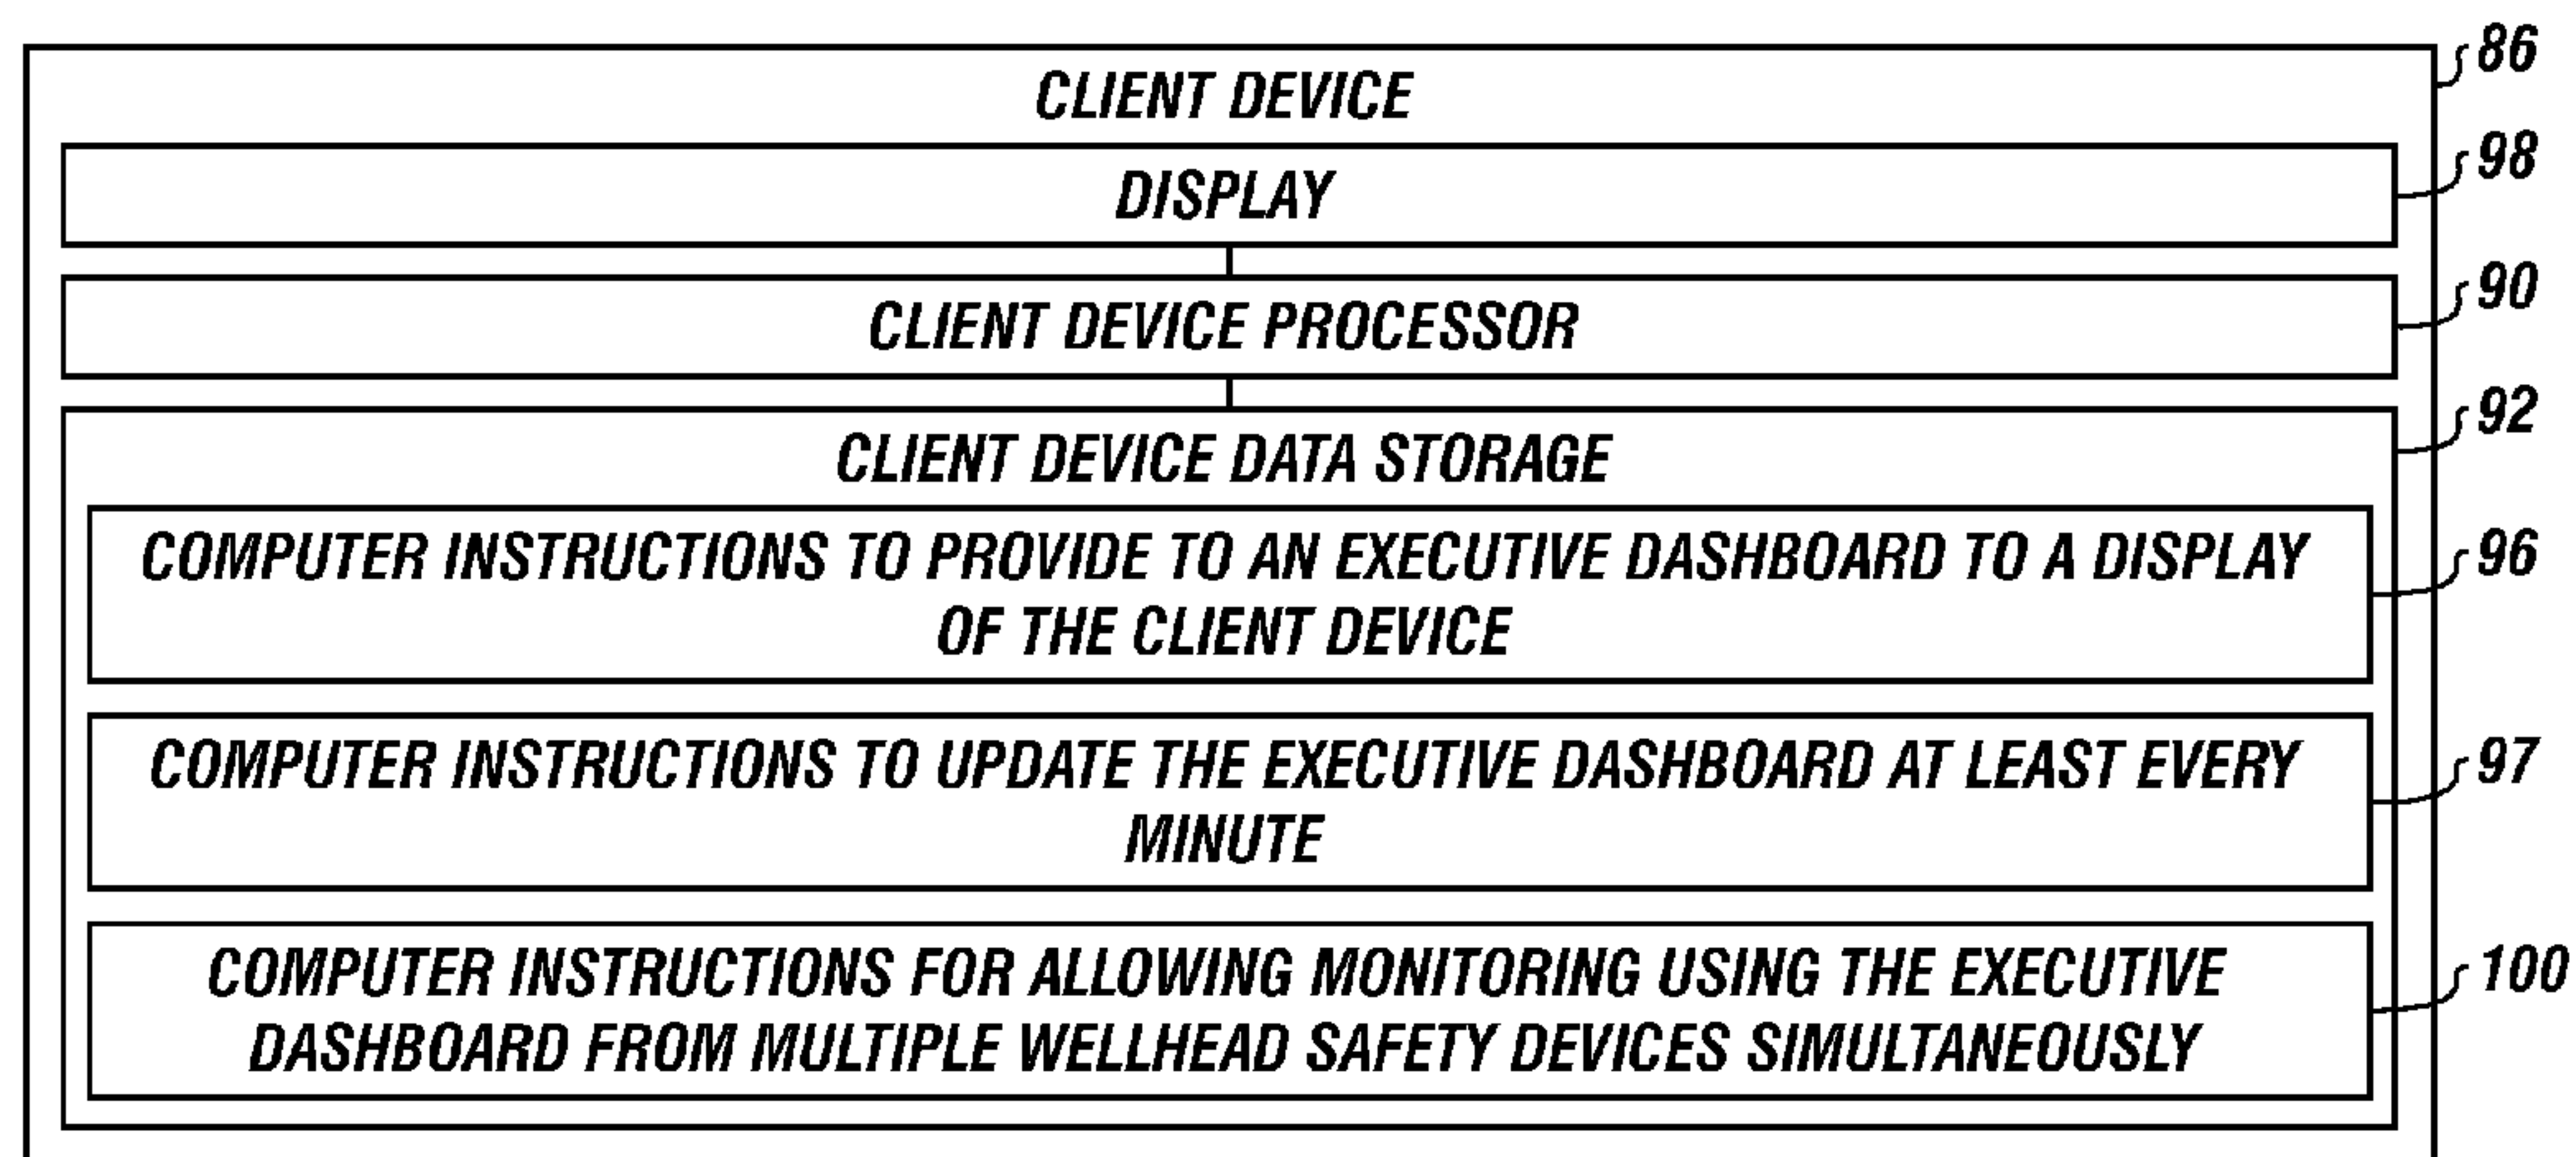 CLIENT DEVICE
86
DISPLAY
98
CLIENT DEVICE PROCESSOR
90
CLIENT DEVICE DATA STORAGE
92
COMPUTER INSTRUCTIONS TO PROVIDE TO AN EXECUTIVE DASHBOARD TO A DISPLAY
OF THE CLIENT DEVICE
96
COMPUTER INSTRUCTIONS TO UPDATE THE EXECUTIVE DASHBOARD AT LEAST EVERY
MINUTE
97
COMPUTER INSTRUCTIONS FOR ALLOWING MONITORING USING THE EXECUTIVE
DASHBOARD FROM MULTIPLE WELLHEAD SAFETY DEVICES SIMULTANEOUSLY
100